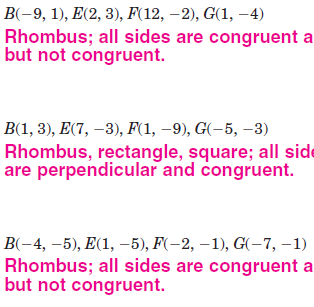 B(−9, 1), E(2, 3), F(12, −2), G(1, −4)
Rhombus; all sides are congruent a
but not congruent.
B(1, 3), E(7, −3), F(1, −9), G(−5, −3)
Rhombus, rectangle, square; all side
are perpendicular and congruent.
B(−4, −5), E(1, −5), F(−2, −1), G(−7, −1)
Rhombus; all sides are congruent a
but not congruent.